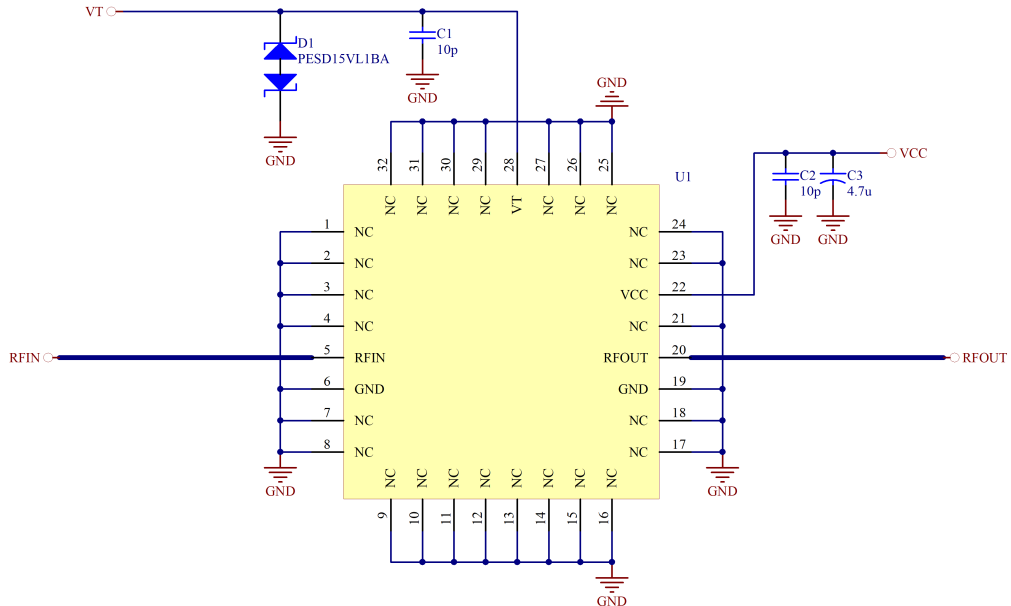 VT
D1
PESD15VL1BA
C1
10p
GND
GND
GND
VCC
C2
10p
C3
4.7u
GND
GND
U1
32 31 30 29 28 27 26 25
NC NC NC NC VT NC NC NC
1 NC
2 NC
3 NC
4 NC
RFIN 5 RFIN
6 GND
7 NC
8 NC
GND
NC 24
NC 23
VCC 22
NC 21
RFOUT 20 RFOUT
GND 19
NC 18
NC 17
GND
NC NC NC NC NC NC NC NC
9 10 11 12 13 14 15 16
GND